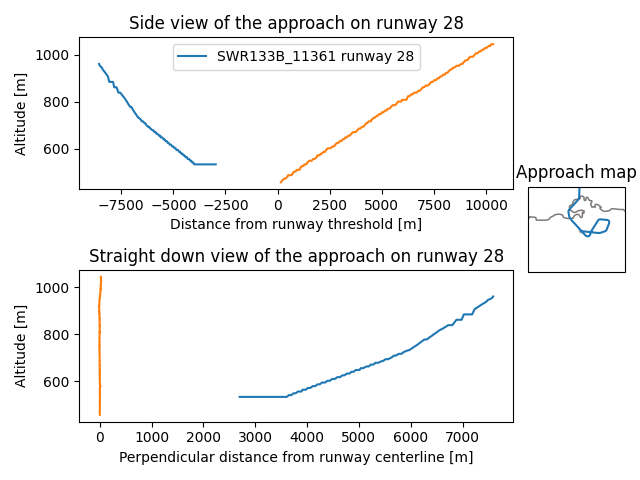 Side view of the approach on runway 28
SWR133B_11361 runway 28
Altitude [m]
1000
800
600
−7500 −5000 −2500 0 2500 5000 7500 10000
Distance from runway threshold [m]
Approach map
Straight down view of the approach on runway 28
Altitude [m]
1000
800
600
0 1000 2000 3000 4000 5000 6000 7000
Perpendicular distance from runway centerline [m]